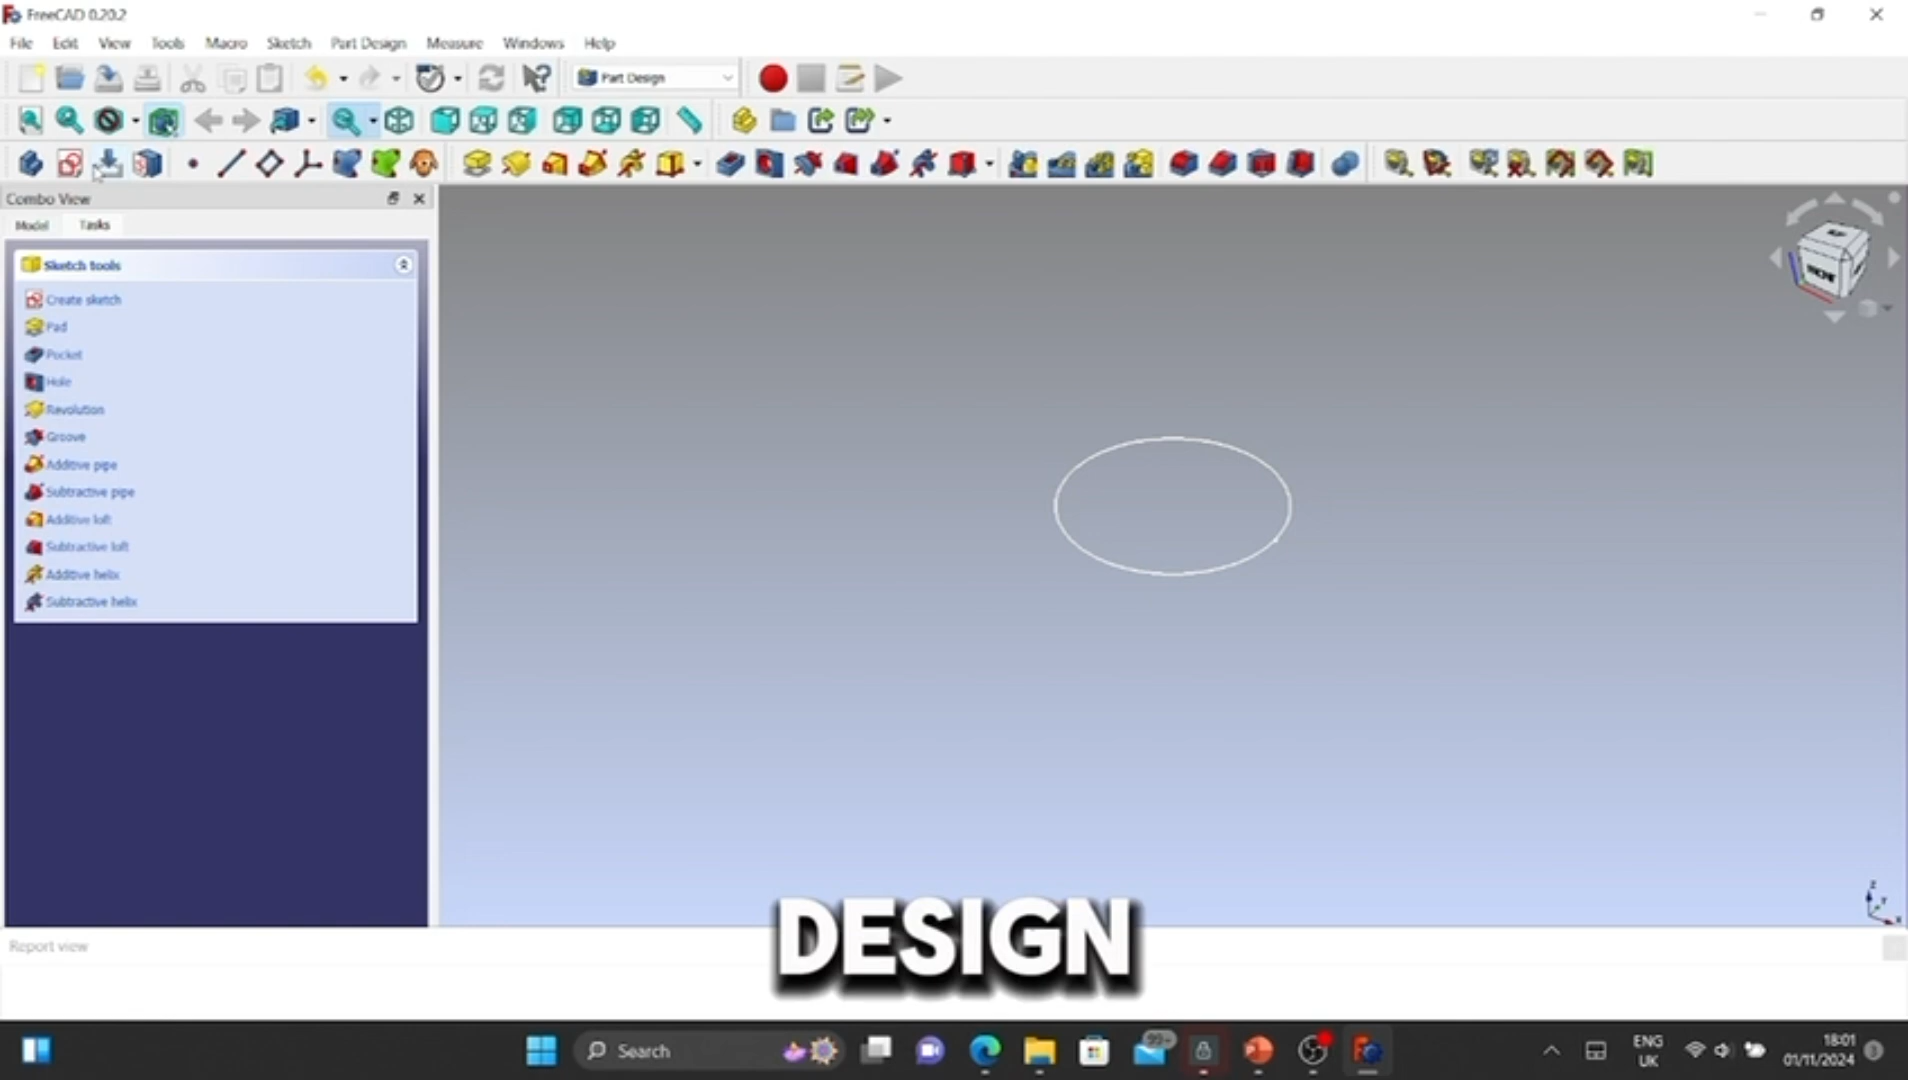 FreeCAD 0.20.2
File Edit View Tools Macro Sketch Part Design Measure Windows Help
Part Design
Combo View
Model Tasks
Sketch tools
Create sketch
Pad
Pocket
Hole
Revolution
Groove
Additive pipe
Subtractive pipe
Additive loft
Subtractive loft
Additive helix
Subtractive helix
DESIGN
Report view
Search
99+
ENG
UK
18:01
01/11/2024